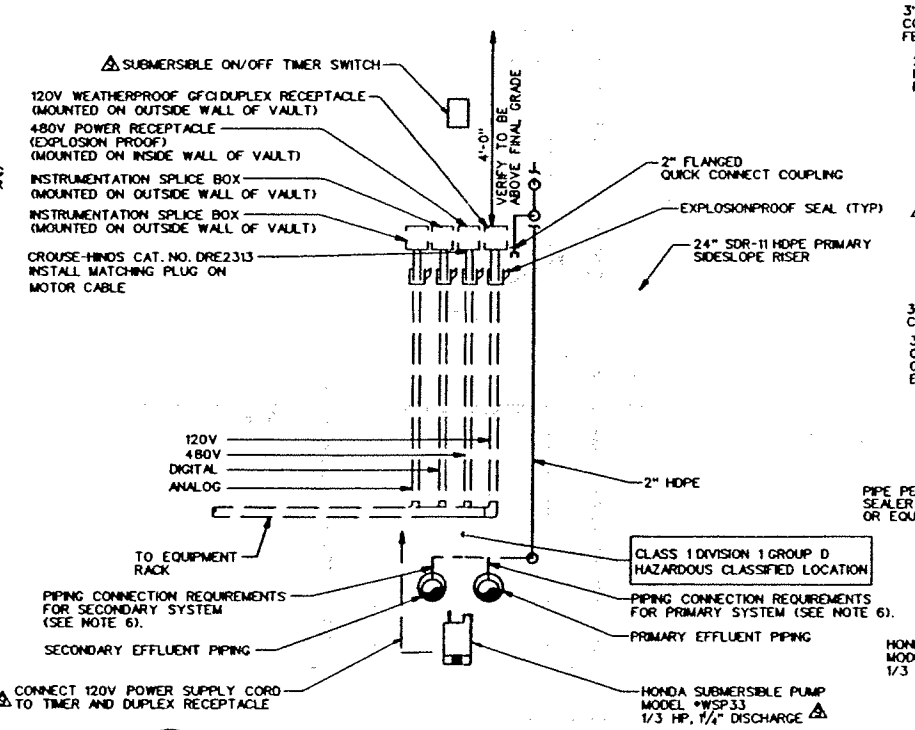 SUBMERSIBLE ON/OFF TIMER SWITCH
120V WEATHERPROOF GFCI DUPLEX RECEPTACLE
(MOUNTED ON OUTSIDE WALL OF VAULT)
480V POWER RECEPTACLE
(EXPLOSION PROOF)
(MOUNTED ON INSIDE WALL OF VAULT)
INSTRUMENTATION SPLICE BOX
(MOUNTED ON OUTSIDE WALL OF VAULT)
INSTRUMENTATION SPLICE BOX
(MOUNTED ON OUTSIDE WALL OF VAULT)
CROUSE-HINDS CAT. NO. DRE2313
INSTALL MATCHING PLUG ON
MOTOR CABLE
4'-0"
VERIFY TO BE
ABOVE FINAL GRADE
2" FLANGED
QUICK CONNECT COUPLING
EXPLOSIONPROOF SEAL (TYP)
24" SDR-11 HDPE PRIMARY
SIDESLOPE RISER
120V
480V
DIGITAL
ANALOG
2" HDPE
TO EQUIPMENT
RACK
CLASS 1 DIVISION 1 GROUP D
HAZARDOUS CLASSIFIED LOCATION
PIPING CONNECTION REQUIREMENTS
FOR SECONDARY SYSTEM
(SEE NOTE 6).
PIPING CONNECTION REQUIREMENTS
FOR PRIMARY SYSTEM (SEE NOTE 6).
SECONDARY EFFLUENT PIPING
PRIMARY EFFLUENT PIPING
CONNECT 120V POWER SUPPLY CORD
TO TIMER AND DUPLEX RECEPTACLE
HONDA SUBMERSIBLE PUMP
MODEL *WSP33
1/3 HP, 1¼" DISCHARGE
PIPE PE
SEALER
OR EQU
HON
MOD
1/3